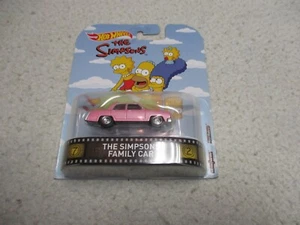 Hot Wheels
THE
SIMPSONS
THE SIMPSONS
FAMILY CAR